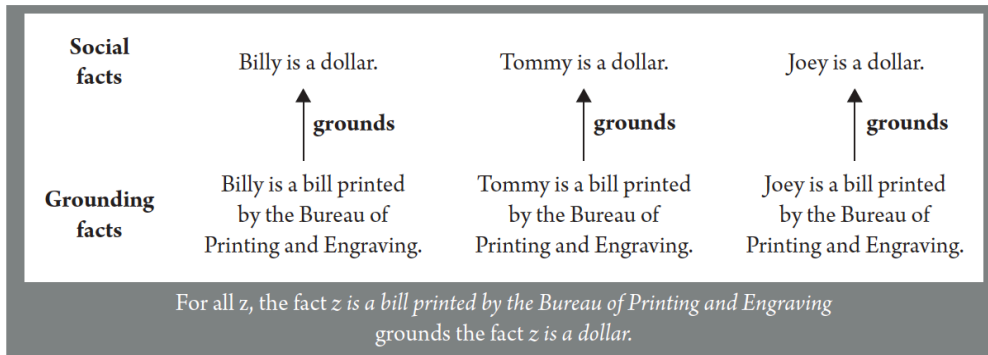 Social
facts
Billy is a dollar.
Tommy is a dollar.
Joey is a dollar.
grounds
grounds
grounds
Grounding
facts
Billy is a bill printed
by the Bureau of
Printing and Engraving.
Tommy is a bill printed
by the Bureau of
Printing and Engraving.
Joey is a bill printed
by the Bureau of
Printing and Engraving.
For all z, the fact z is a bill printed by the Bureau of Printing and Engraving
grounds the fact z is a dollar.